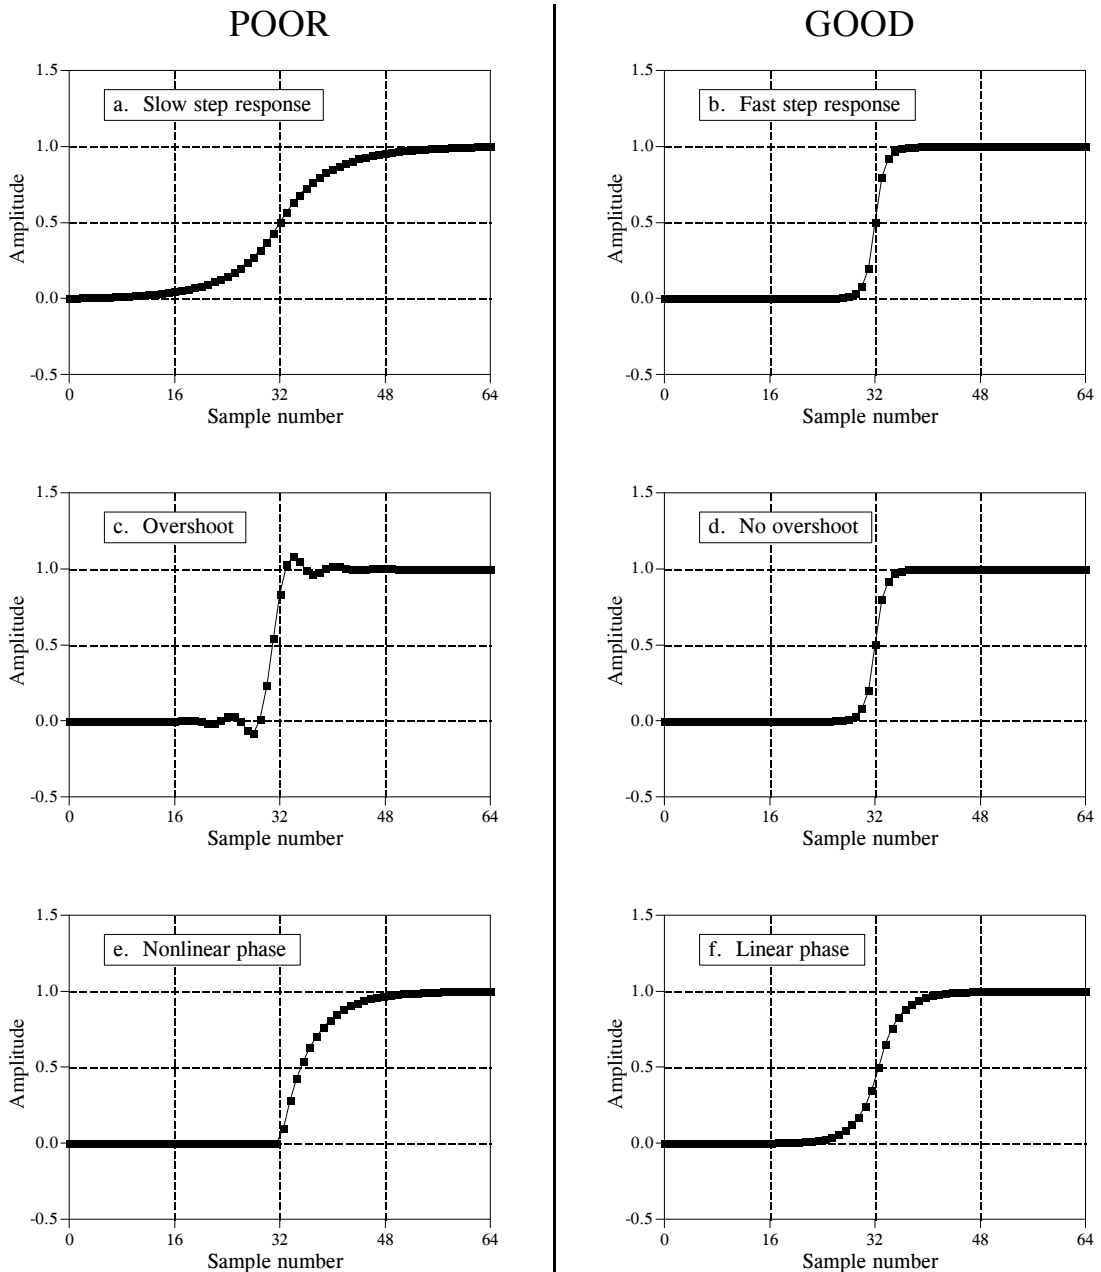 POOR
GOOD
a. Slow step response
1.5
1.0
0.5
0.0
-0.5
Amplitude
0 16 32 48 64
Sample number
b. Fast step response
1.5
1.0
0.5
0.0
-0.5
Amplitude
0 16 32 48 64
Sample number
c. Overshoot
1.5
1.0
0.5
0.0
-0.5
Amplitude
0 16 32 48 64
Sample number
d. No overshoot
1.5
1.0
0.5
0.0
-0.5
Amplitude
0 16 32 48 64
Sample number
e. Nonlinear phase
1.5
1.0
0.5
0.0
-0.5
Amplitude
0 16 32 48 64
Sample number
f. Linear phase
1.5
1.0
0.5
0.0
-0.5
Amplitude
0 16 32 48 64
Sample number